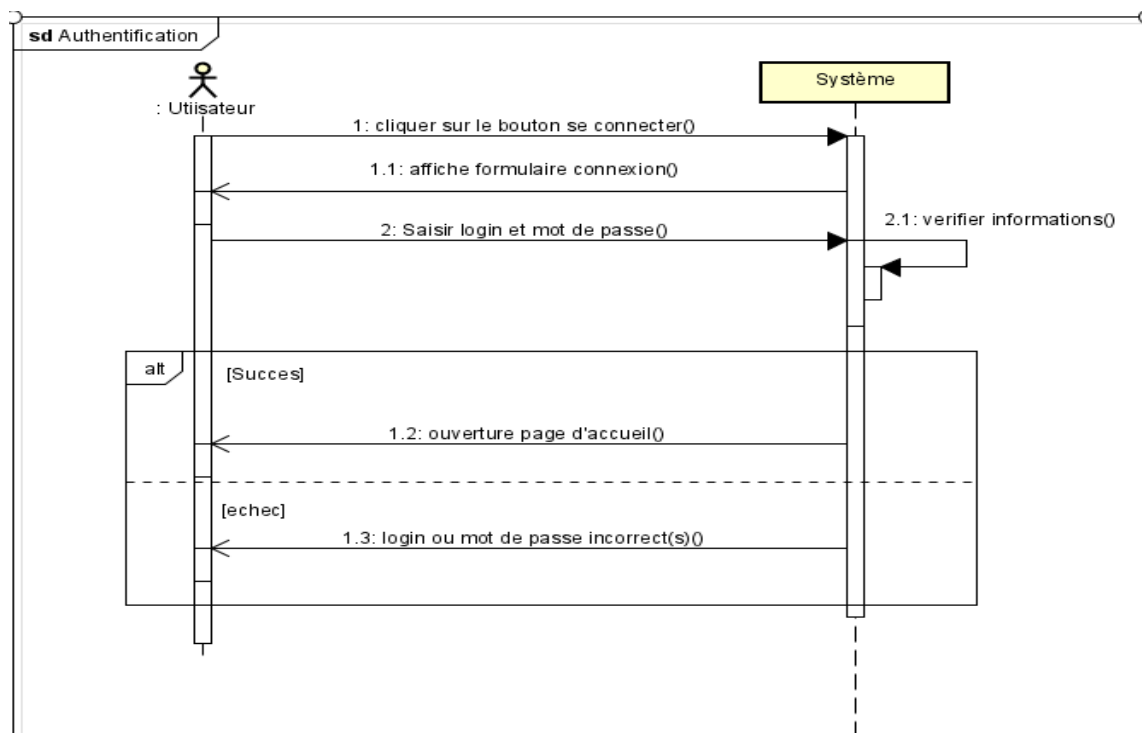 sd Authentification
: Utiisateur
Système
1: cliquer sur le bouton se connecter()
1.1: affiche formulaire connexion()
2.1: verifier informations()
2: Saisir login et mot de passe()
alt
[Succes]
1.2: ouverture page d'accueil()
[echec]
1.3: login ou mot de passe incorrect(s)()